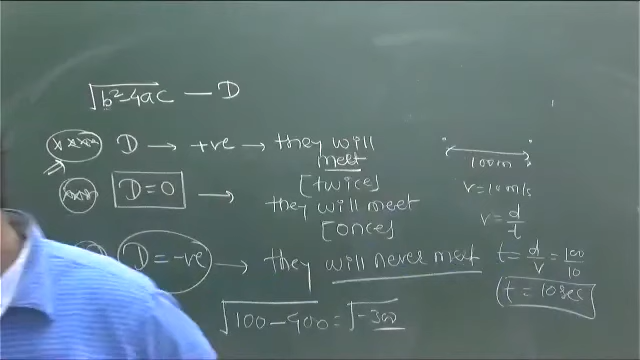 √b²-4ac — D
D → +ve → they will meet
[twice]
D=0 → they will meet
[once]
D=-ve → they will never meet
√100-400 = √-300
100m
v=10m/s
v=d/t
t=d/v=100/10
t=10sec